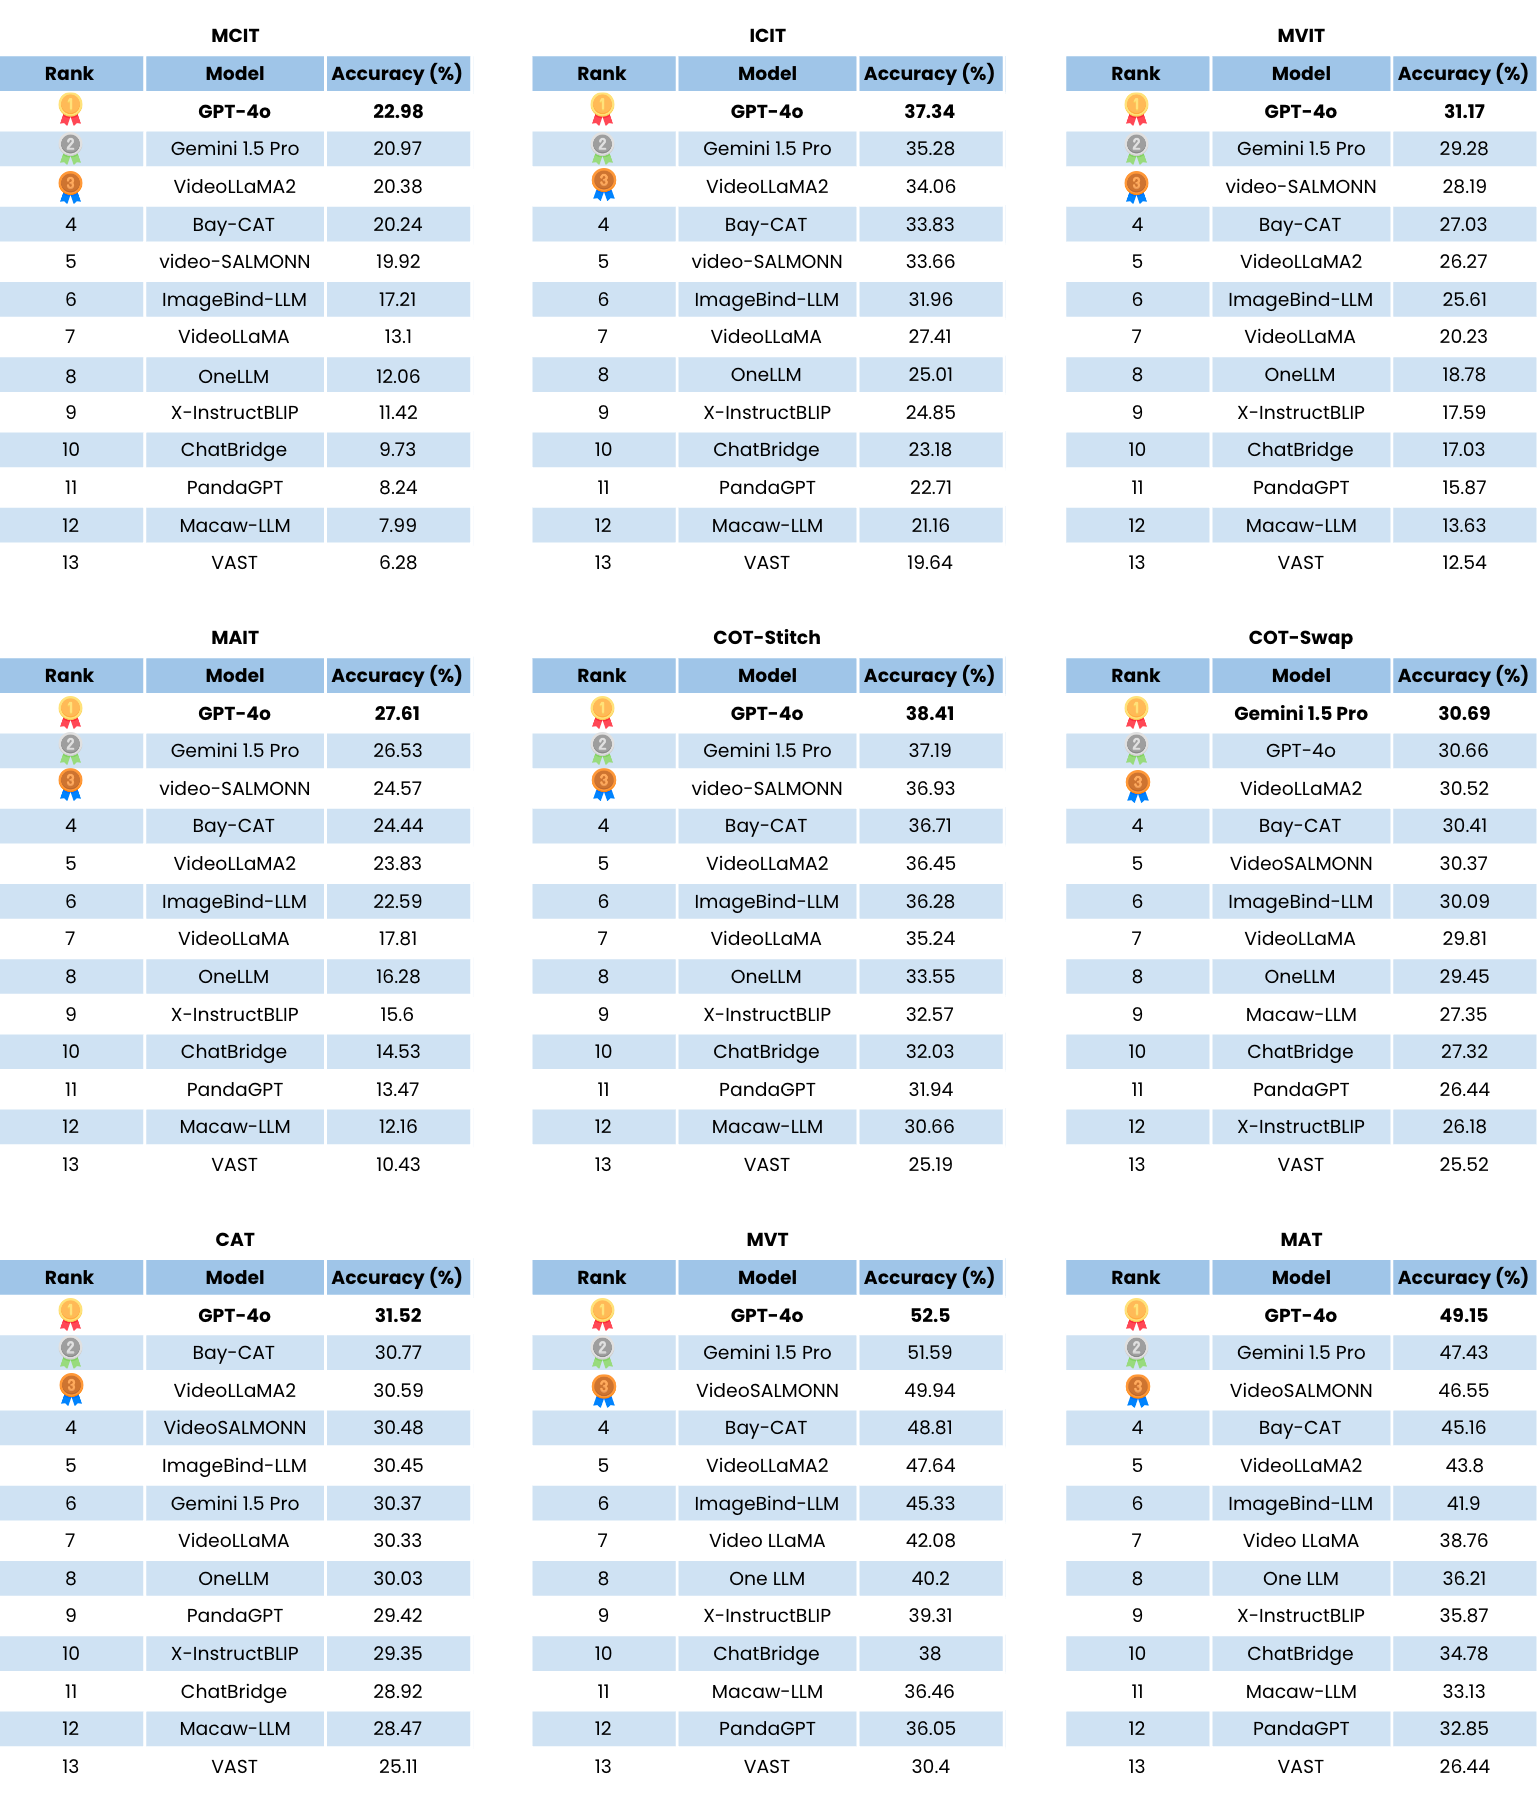 MCIT
Rank Model Accuracy (%)
1 GPT-4o 22.98
2 Gemini 1.5 Pro 20.97
3 VideoLLaMA2 20.38
4 Bay-CAT 20.24
5 video-SALMONN 19.92
6 ImageBind-LLM 17.21
7 VideoLLaMA 13.1
8 OneLLM 12.06
9 X-InstructBLIP 11.42
10 ChatBridge 9.73
11 PandaGPT 8.24
12 Macaw-LLM 7.99
13 VAST 6.28
ICIT
Rank Model Accuracy (%)
1 GPT-4o 37.34
2 Gemini 1.5 Pro 35.28
3 VideoLLaMA2 34.06
4 Bay-CAT 33.83
5 video-SALMONN 33.66
6 ImageBind-LLM 31.96
7 VideoLLaMA 27.41
8 OneLLM 25.01
9 X-InstructBLIP 24.85
10 ChatBridge 23.18
11 PandaGPT 22.71
12 Macaw-LLM 21.16
13 VAST 19.64
MVIT
Rank Model Accuracy (%)
1 GPT-4o 31.17
2 Gemini 1.5 Pro 29.28
3 video-SALMONN 28.19
4 Bay-CAT 27.03
5 VideoLLaMA2 26.27
6 ImageBind-LLM 25.61
7 VideoLLaMA 20.23
8 OneLLM 18.78
9 X-InstructBLIP 17.59
10 ChatBridge 17.03
11 PandaGPT 15.87
12 Macaw-LLM 13.63
13 VAST 12.54
MAIT
Rank Model Accuracy (%)
1 GPT-4o 27.61
2 Gemini 1.5 Pro 26.53
3 video-SALMONN 24.57
4 Bay-CAT 24.44
5 VideoLLaMA2 23.83
6 ImageBind-LLM 22.59
7 VideoLLaMA 17.81
8 OneLLM 16.28
9 X-InstructBLIP 15.6
10 ChatBridge 14.53
11 PandaGPT 13.47
12 Macaw-LLM 12.16
13 VAST 10.43
COT-Stitch
Rank Model Accuracy (%)
1 GPT-4o 38.41
2 Gemini 1.5 Pro 37.19
3 video-SALMONN 36.93
4 Bay-CAT 36.71
5 VideoLLaMA2 36.45
6 ImageBind-LLM 36.28
7 VideoLLaMA 35.24
8 OneLLM 33.55
9 X-InstructBLIP 32.57
10 ChatBridge 32.03
11 PandaGPT 31.94
12 Macaw-LLM 30.66
13 VAST 25.19
COT-Swap
Rank Model Accuracy (%)
1 Gemini 1.5 Pro 30.69
2 GPT-4o 30.66
3 VideoLLaMA2 30.52
4 Bay-CAT 30.41
5 VideoSALMONN 30.37
6 ImageBind-LLM 30.09
7 VideoLLaMA 29.81
8 OneLLM 29.45
9 Macaw-LLM 27.35
10 ChatBridge 27.32
11 PandaGPT 26.44
12 X-InstructBLIP 26.18
13 VAST 25.52
CAT
Rank Model Accuracy (%)
1 GPT-4o 31.52
2 Bay-CAT 30.77
3 VideoLLaMA2 30.59
4 VideoSALMONN 30.48
5 ImageBind-LLM 30.45
6 Gemini 1.5 Pro 30.37
7 VideoLLaMA 30.33
8 OneLLM 30.03
9 PandaGPT 29.42
10 X-InstructBLIP 29.35
11 ChatBridge 28.92
12 Macaw-LLM 28.47
13 VAST 25.11
MVT
Rank Model Accuracy (%)
1 GPT-4o 52.5
2 Gemini 1.5 Pro 51.59
3 VideoSALMONN 49.94
4 Bay-CAT 48.81
5 VideoLLaMA2 47.64
6 ImageBind-LLM 45.33
7 Video LLaMA 42.08
8 One LLM 40.2
9 X-InstructBLIP 39.31
10 ChatBridge 38
11 Macaw-LLM 36.46
12 PandaGPT 36.05
13 VAST 30.4
MAT
Rank Model Accuracy (%)
1 GPT-4o 49.15
2 Gemini 1.5 Pro 47.43
3 VideoSALMONN 46.55
4 Bay-CAT 45.16
5 VideoLLaMA2 43.8
6 ImageBind-LLM 41.9
7 Video LLaMA 38.76
8 One LLM 36.21
9 X-InstructBLIP 35.87
10 ChatBridge 34.78
11 Macaw-LLM 33.13
12 PandaGPT 32.85
13 VAST 26.44